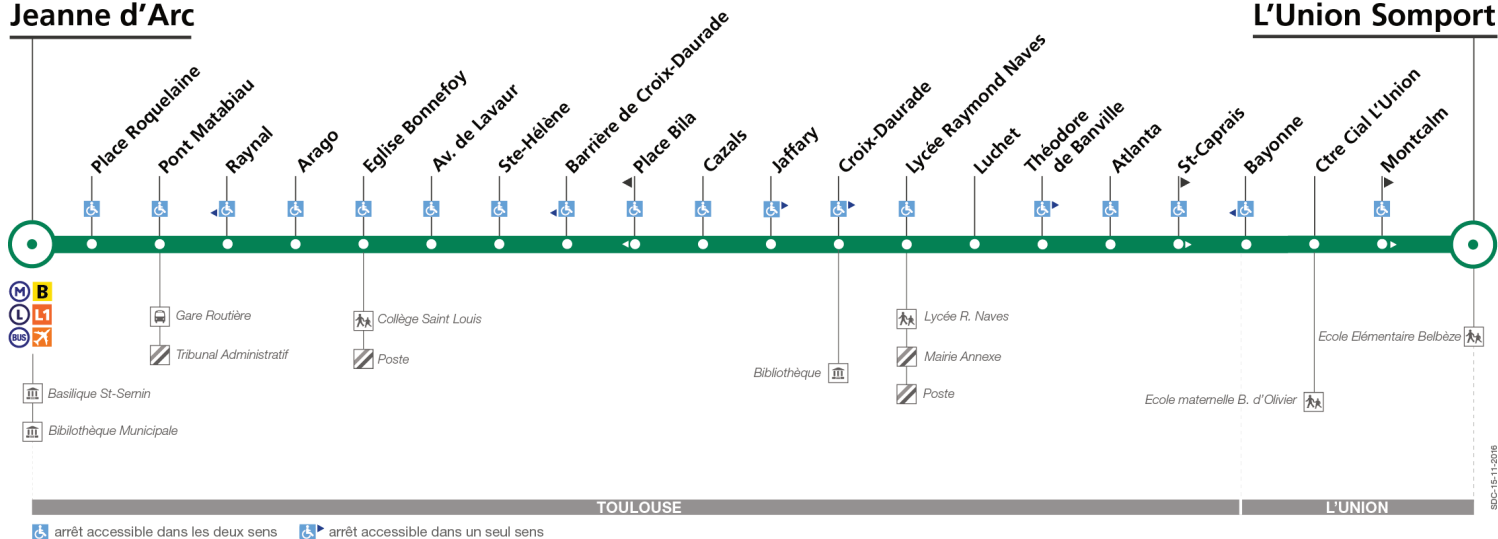 Jeanne d’Arc
L’Union Somport
Place Roquelaine
Pont Matabiau
Raynal
Arago
Eglise Bonnefoy
Av. de Lavaur
Ste-Hélène
Barrière de Croix-Daurade
Place Bila
Cazals
Jaffary
Croix-Daurade
Lycée Raymond Naves
Luchet
Théodore
de Banville
Atlanta
St-Caprais
Bayonne
Ctre Cial L’Union
Montcalm
M B
L L1
BUS
Basilique St-Sernin
Bibilothèque Municipale
Gare Routière
Tribunal Administratif
Collège Saint Louis
Poste
Bibliothèque
Lycée R. Naves
Mairie Annexe
Poste
Ecole maternelle B. d’Olivier
Ecole Elémentaire Belbèze
SDC-15-11-2016
TOULOUSE
L’UNION
arrêt accessible dans les deux sens
arrêt accessible dans un seul sens